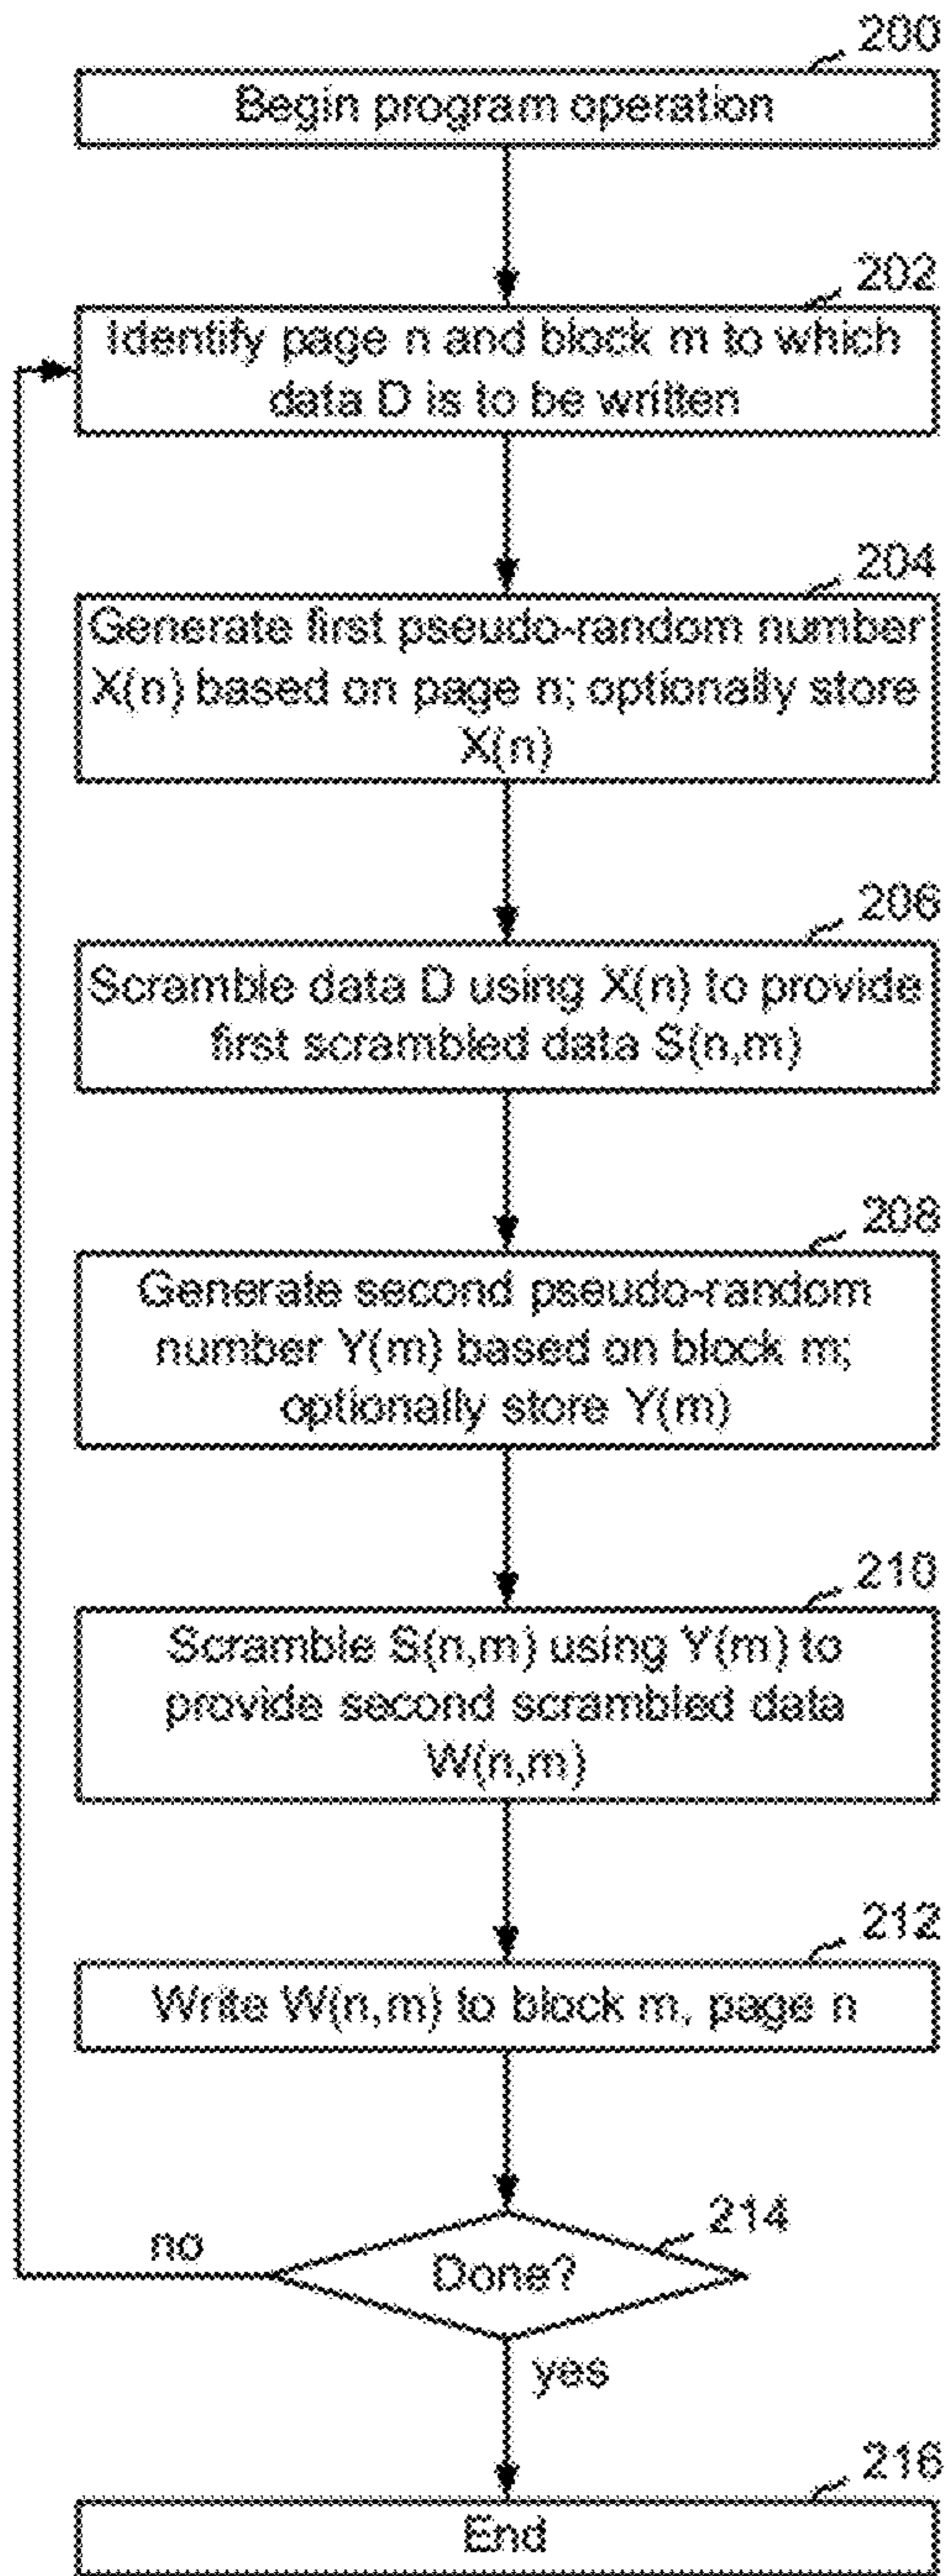 200
Begin program operation
202
Identify page n and block m to which
data D is to be written
204
Generate first pseudo-random number
X(n) based on page n; optionally store
X(n)
206
Scramble data D using X(n) to provide
first scrambled data S(n,m)
208
Generate second pseudo-random
number Y(m) based on block m;
optionally store Y(m)
210
Scramble S(n,m) using Y(m) to
provide second scrambled data
W(n,m)
212
Write W(n,m) to block m, page n
214
no
Done?
yes
216
End